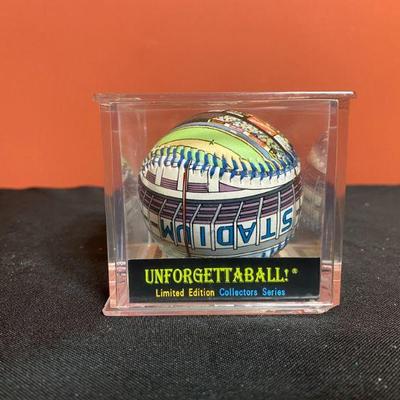 STADIUM
UNFORGETTABALL!®
Limited Edition Collectors Series